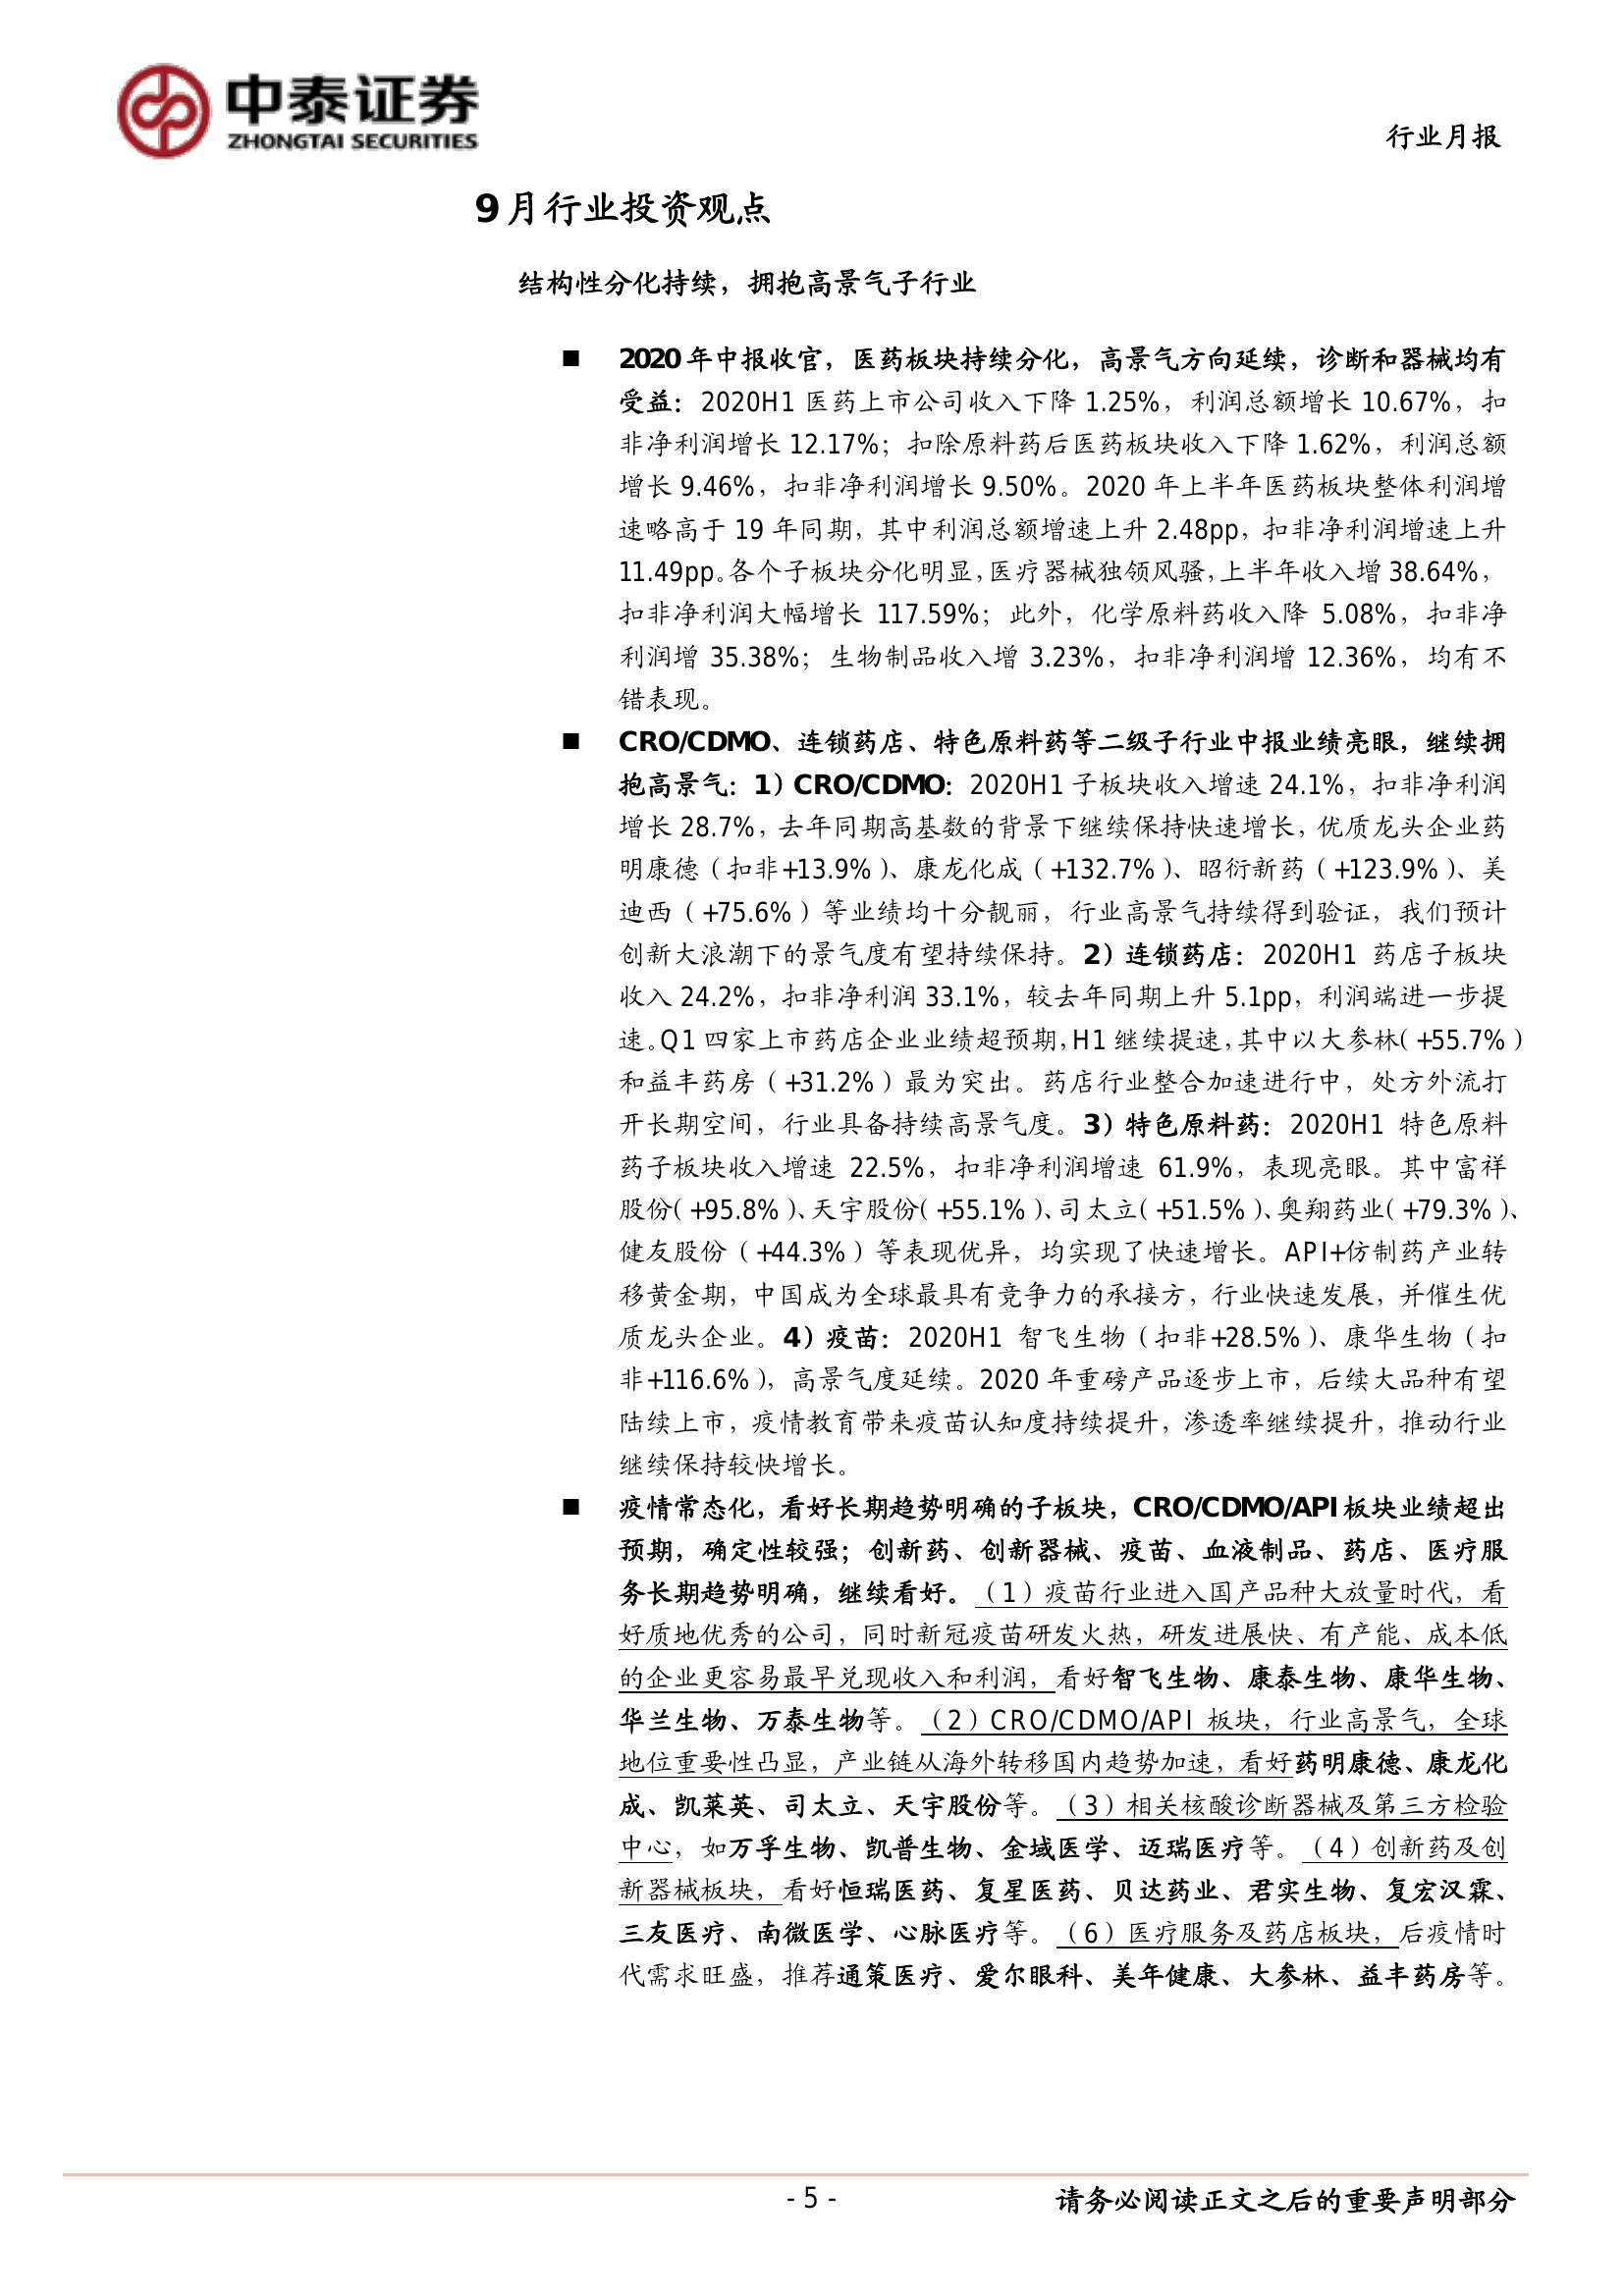 中泰证券
ZHONGTAI SECURITIES
行业月报
9月行业投资观点
结构性分化持续，拥抱高景气子行业
■ 2020年中报收官，医药板块持续分化，高景气方向延续，诊断和器械均有
受益：2020H1 医药上市公司收入下降 1.25%，利润总额增长 10.67%，扣
非净利润增长 12.17%；扣除原料药后医药板块收入下降 1.62%，利润总额
增长 9.46%，扣非净利润增长 9.50%。2020 年上半年医药板块整体利润增
速略高于 19 年同期，其中利润总额增速上升 2.48pp，扣非净利润增速上升
11.49pp。各个子板块分化明显，医疗器械独领风骚，上半年收入增 38.64%，
扣非净利润大幅增长 117.59%；此外，化学原料药收入降 5.08%，扣非净
利润增 35.38%；生物制品收入增 3.23%，扣非净利润增 12.36%，均有不
错表现。
■ CRO/CDMO、连锁药店、特色原料药等二级子行业中报业绩亮眼，继续拥
抱高景气：1）CRO/CDMO：2020H1 子板块收入增速 24.1%，扣非净利润
增长 28.7%，去年同期高基数的背景下继续保持快速增长，优质龙头企业药
明康德（扣非+13.9%）、康龙化成（+132.7%）、昭衍新药（+123.9%）、美
迪西（+75.6%）等业绩均十分靓丽，行业高景气持续得到验证，我们预计
创新大浪潮下的景气度有望持续保持。2）连锁药店：2020H1 药店子板块
收入 24.2%，扣非净利润 33.1%，较去年同期上升 5.1pp，利润端进一步提
速。Q1 四家上市药店企业业绩超预期，H1 继续提速，其中以大参林（+55.7%）
和益丰药房（+31.2%）最为突出。药店行业整合加速进行中，处方外流打
开长期空间，行业具备持续高景气度。3）特色原料药：2020H1 特色原料
药子板块收入增速 22.5%，扣非净利润增速 61.9%，表现亮眼。其中富祥
股份（+95.8%）、天宇股份（+55.1%）、司太立（+51.5%）、奥翔药业（+79.3%）、
健友股份（+44.3%）等表现优异，均实现了快速增长。API+仿制药产业转
移黄金期，中国成为全球最具有竞争力的承接方，行业快速发展，并催生优
质龙头企业。4）疫苗：2020H1 智飞生物（扣非+28.5%）、康华生物（扣
非+116.6%），高景气度延续。2020 年重磅产品逐步上市，后续大品种有望
陆续上市，疫情教育带来疫苗认知度持续提升，渗透率继续提升，推动行业
继续保持较快增长。
■ 疫情常态化，看好长期趋势明确的子板块，CRO/CDMO/API 板块业绩超出
预期，确定性较强；创新药、创新器械、疫苗、血液制品、药店、医疗服
务长期趋势明确，继续看好。（1）疫苗行业进入国产品种大放量时代，看
好质地优秀的公司，同时新冠疫苗研发火热，研发进展快、有产能、成本低
的企业更容易最早兑现收入和利润，看好智飞生物、康泰生物、康华生物、
华兰生物、万泰生物等。（2）CRO/CDMO/API 板块，行业高景气，全球
地位重要性凸显，产业链从海外转移国内趋势加速，看好药明康德、康龙化
成、凯莱英、司太立、天宇股份等。（3）相关核酸诊断器械及第三方检验
中心，如万孚生物、凯普生物、金域医学、迈瑞医疗等。（4）创新药及创
新器械板块，看好恒瑞医药、复星医药、贝达药业、君实生物、复宏汉霖、
三友医疗、南微医学、心脉医疗等。（6）医疗服务及药店板块，后疫情时
代需求旺盛，推荐通策医疗、爱尔眼科、美年健康、大参林、益丰药房等。
- 5 -
请务必阅读正文之后的重要声明部分